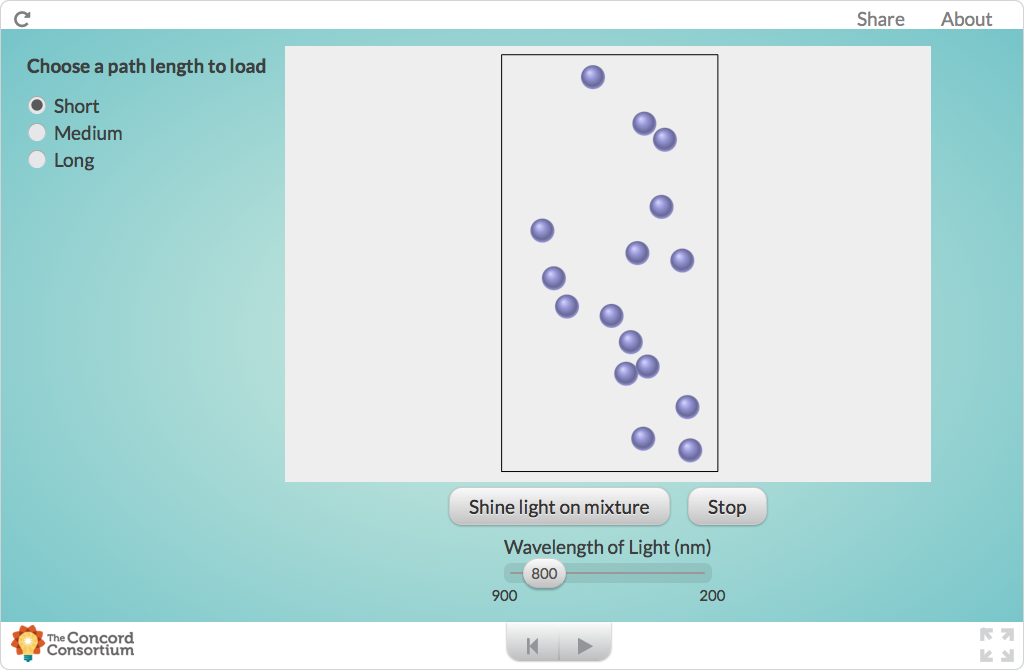 Share About
Choose a path length to load
Short
Medium
Long
Shine light on mixture Stop
Wavelength of Light (nm)
800
900 200
The Concord
Consortium